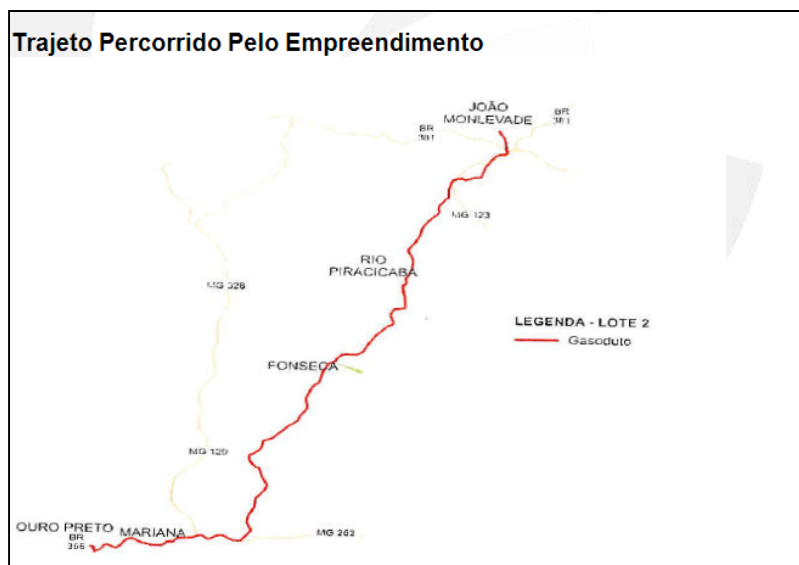 Trajeto Percorrido Pelo Empreendimento
JOÃO
MONLEVADE
BR
381
BR
381
MG 123
RIO
PIRACICABA
MG 326
LEGENDA - LOTE 2
Gasoduto
FONSECA
MG 129
OURO PRETO
BR
356
MARIANA
MG 262